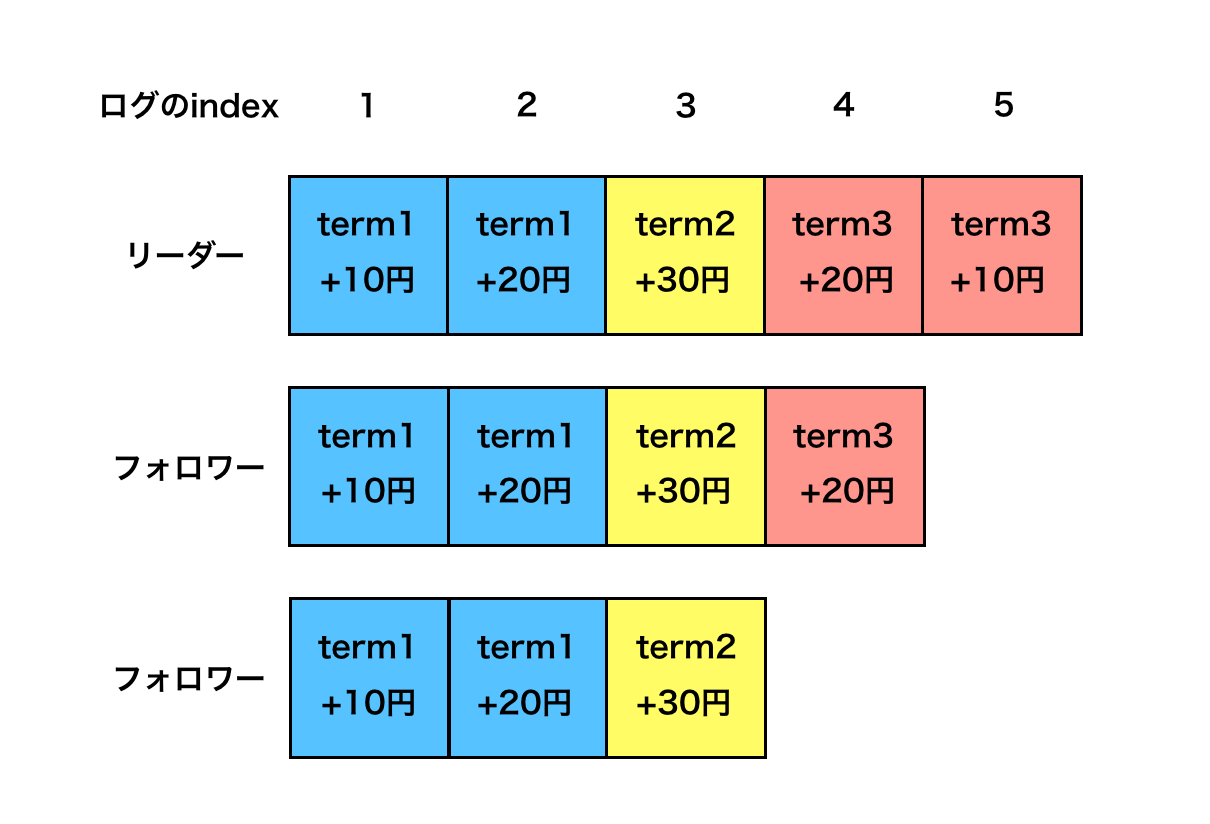 ログのindex 1 2 3 4 5
リーダー
term1 term1 term2 term3 term3
+10円 +20円 +30円 +20円 +10円
フォロワー
term1 term1 term2 term3
+10円 +20円 +30円 +20円
フォロワー
term1 term1 term2
+10円 +20円 +30円